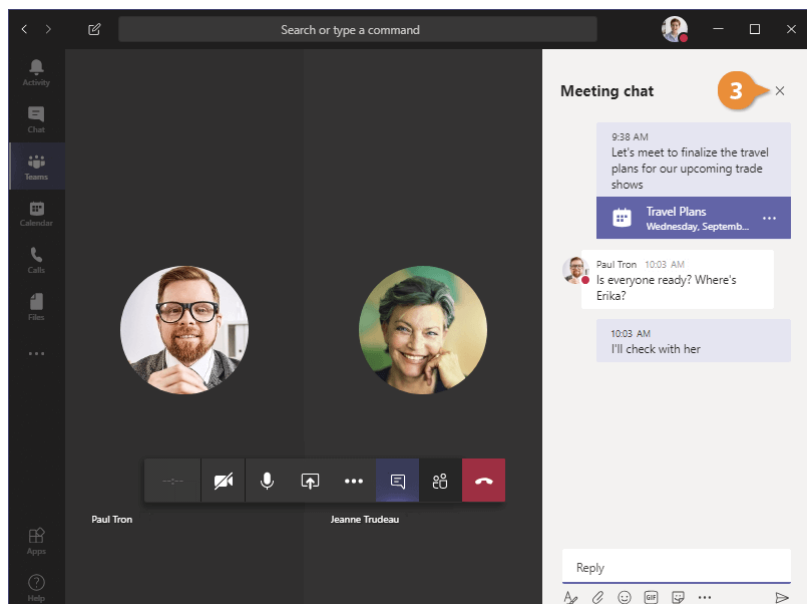 Search or type a command
Activity
Chat
Teams
Calendar
Calls
Files
Apps
Help
Paul Tron
Jeanne Trudeau
Meeting chat
3
9:38 AM
Let's meet to finalize the travel
plans for our upcoming trade
shows
Travel Plans
Wednesday, Septemb...
Paul Tron 10:03 AM
Is everyone ready? Where's
Erika?
10:03 AM
I'll check with her
Reply
GIF